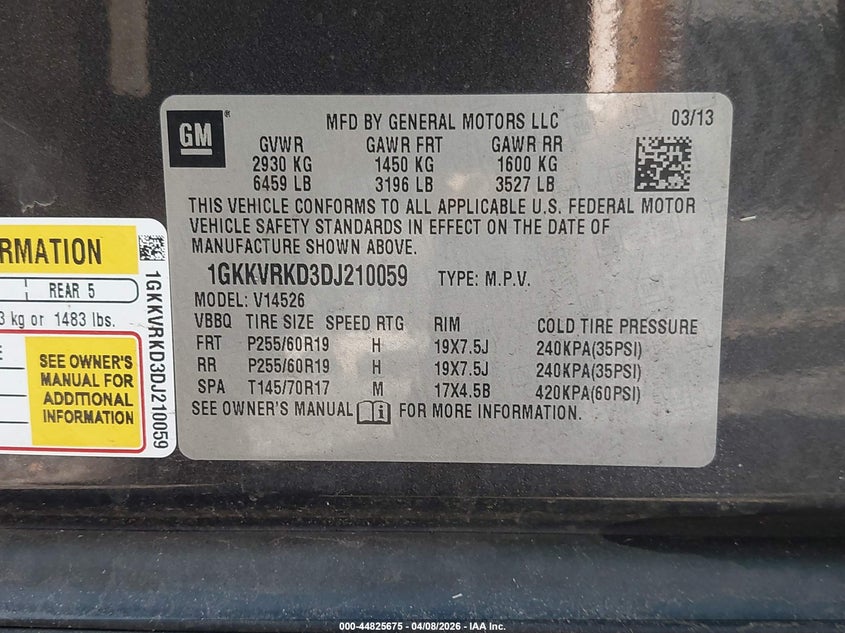 GM
MFD BY GENERAL MOTORS LLC 03/13
GVWR GAWR FRT GAWR RR
2930 KG 1450 KG 1600 KG
6459 LB 3196 LB 3527 LB
THIS VEHICLE CONFORMS TO ALL APPLICABLE U.S. FEDERAL MOTOR
VEHICLE SAFETY STANDARDS IN EFFECT ON THE DATE OF
MANUFACTURE SHOWN ABOVE.
1GKKVRKD3DJ210059 TYPE: M.P.V.
MODEL: V14526
VBBQ TIRE SIZE SPEED RTG RIM COLD TIRE PRESSURE
FRT P255/60R19 H 19X7.5J 240KPA(35PSI)
RR P255/60R19 H 19X7.5J 240KPA(35PSI)
SPA T145/70R17 M 17X4.5B 420KPA(60PSI)
SEE OWNER'S MANUAL i FOR MORE INFORMATION.
RMATION
REAR 5
3 kg or 1483 lbs.
E
SEE OWNER'S
MANUAL FOR
ADDITIONAL
INFORMATION
1GKKVRKD3DJ210059
000-44825675 - 04/08/2026 - IAA Inc.